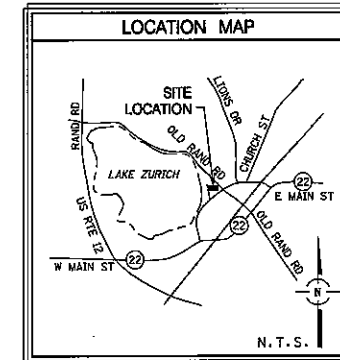 LOCATION MAP
SITE
LOCATION
LIONS DR
CHURCH ST
RAND RD
OLD RAND RD
LAKE ZURICH
22
E MAIN ST
22
US RTE 12
OLD RAND RD
W MAIN ST
22
N
N.T.S.